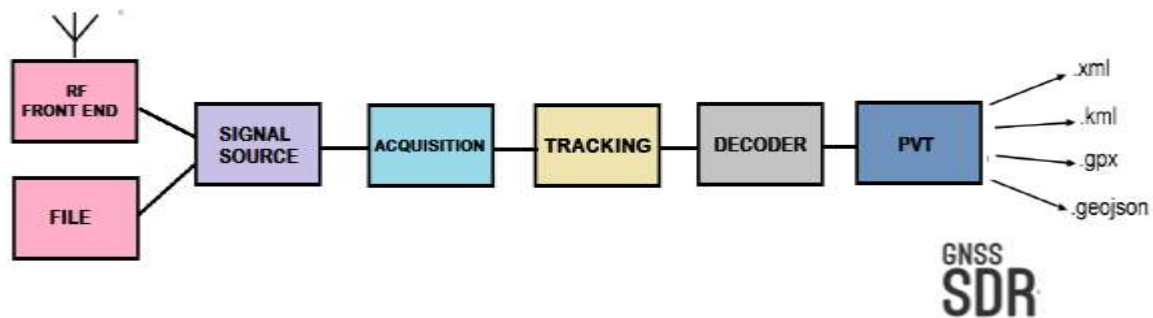 RF
FRONT END
FILE
SIGNAL
SOURCE
ACQUISITION
TRACKING
DECODER
PVT
.xml
.kml
.gpx
.geojson
GNSS
SDR